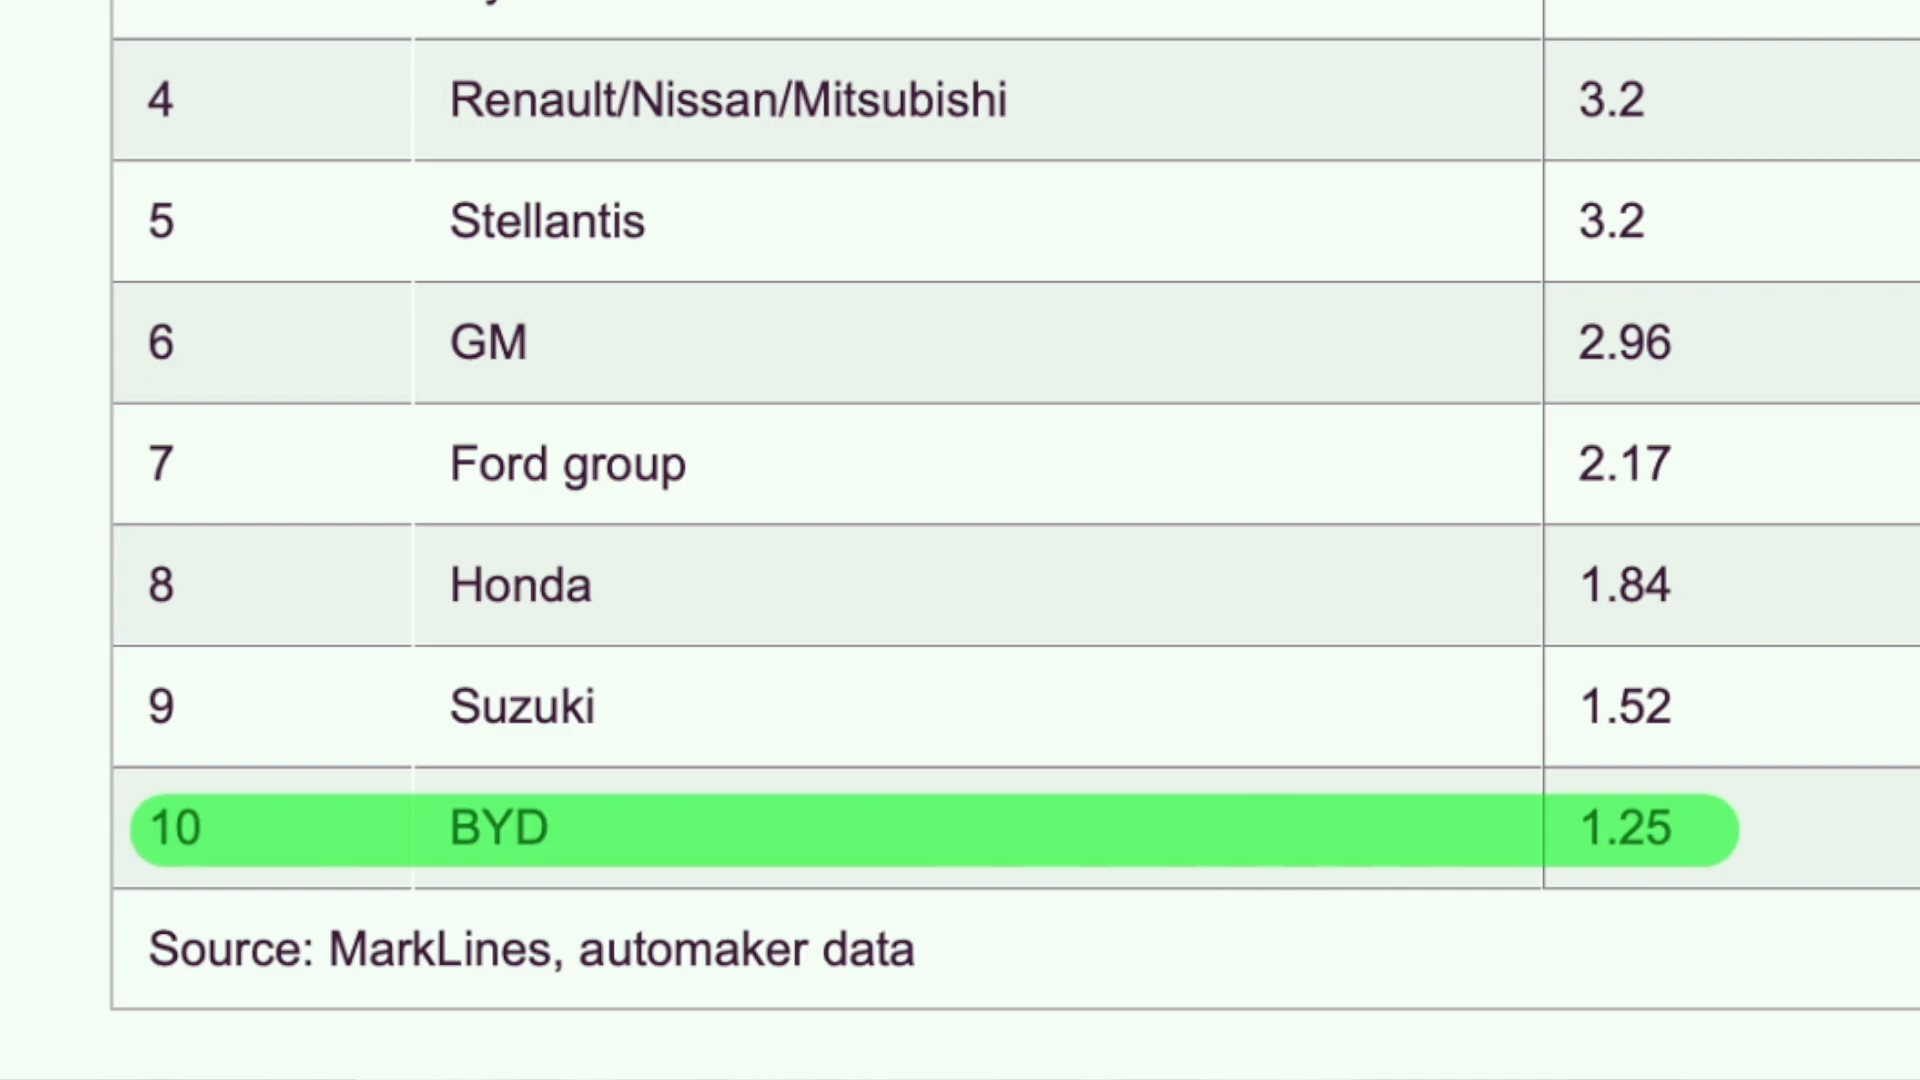 4 Renault/Nissan/Mitsubishi 3.2
5 Stellantis 3.2
6 GM 2.96
7 Ford group 2.17
8 Honda 1.84
9 Suzuki 1.52
10 BYD 1.25
Source: MarkLines, automaker data